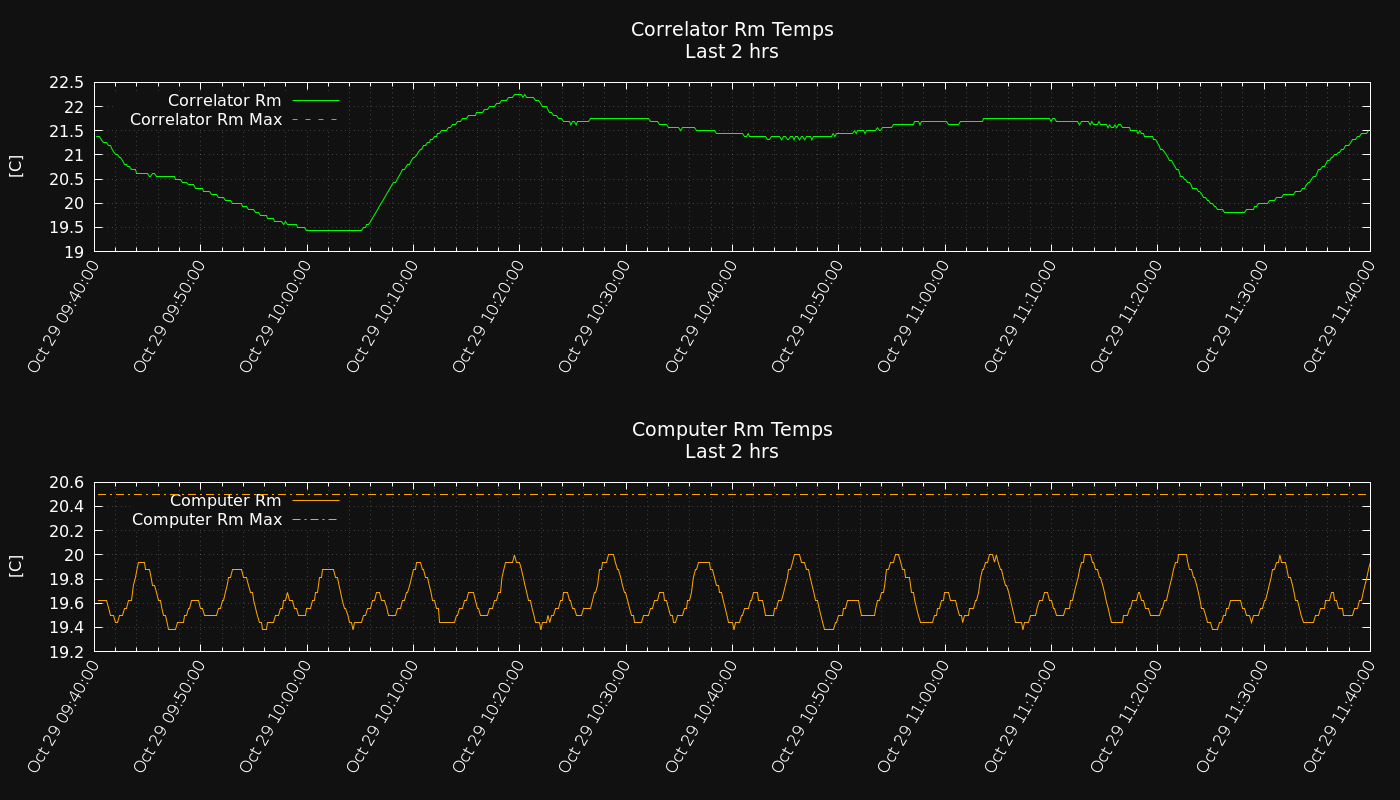 Correlator Rm Temps
Last 2 hrs
22.5
22
21.5
21
20.5
20
19.5
19
[C]
Correlator Rm
Correlator Rm Max
Oct 29 09:40:00
Oct 29 09:50:00
Oct 29 10:00:00
Oct 29 10:10:00
Oct 29 10:20:00
Oct 29 10:30:00
Oct 29 10:40:00
Oct 29 10:50:00
Oct 29 11:00:00
Oct 29 11:10:00
Oct 29 11:20:00
Oct 29 11:30:00
Oct 29 11:40:00
Computer Rm Temps
Last 2 hrs
20.6
20.4
20.2
20
19.8
19.6
19.4
19.2
[C]
Computer Rm
Computer Rm Max
Oct 29 09:40:00
Oct 29 09:50:00
Oct 29 10:00:00
Oct 29 10:10:00
Oct 29 10:20:00
Oct 29 10:30:00
Oct 29 10:40:00
Oct 29 10:50:00
Oct 29 11:00:00
Oct 29 11:10:00
Oct 29 11:20:00
Oct 29 11:30:00
Oct 29 11:40:00